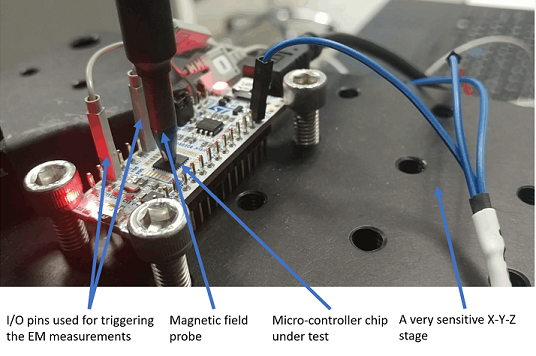 I/O pins used for triggering
the EM measurements
Magnetic field
probe
Micro-controller chip
under test
A very sensitive X-Y-Z
stage